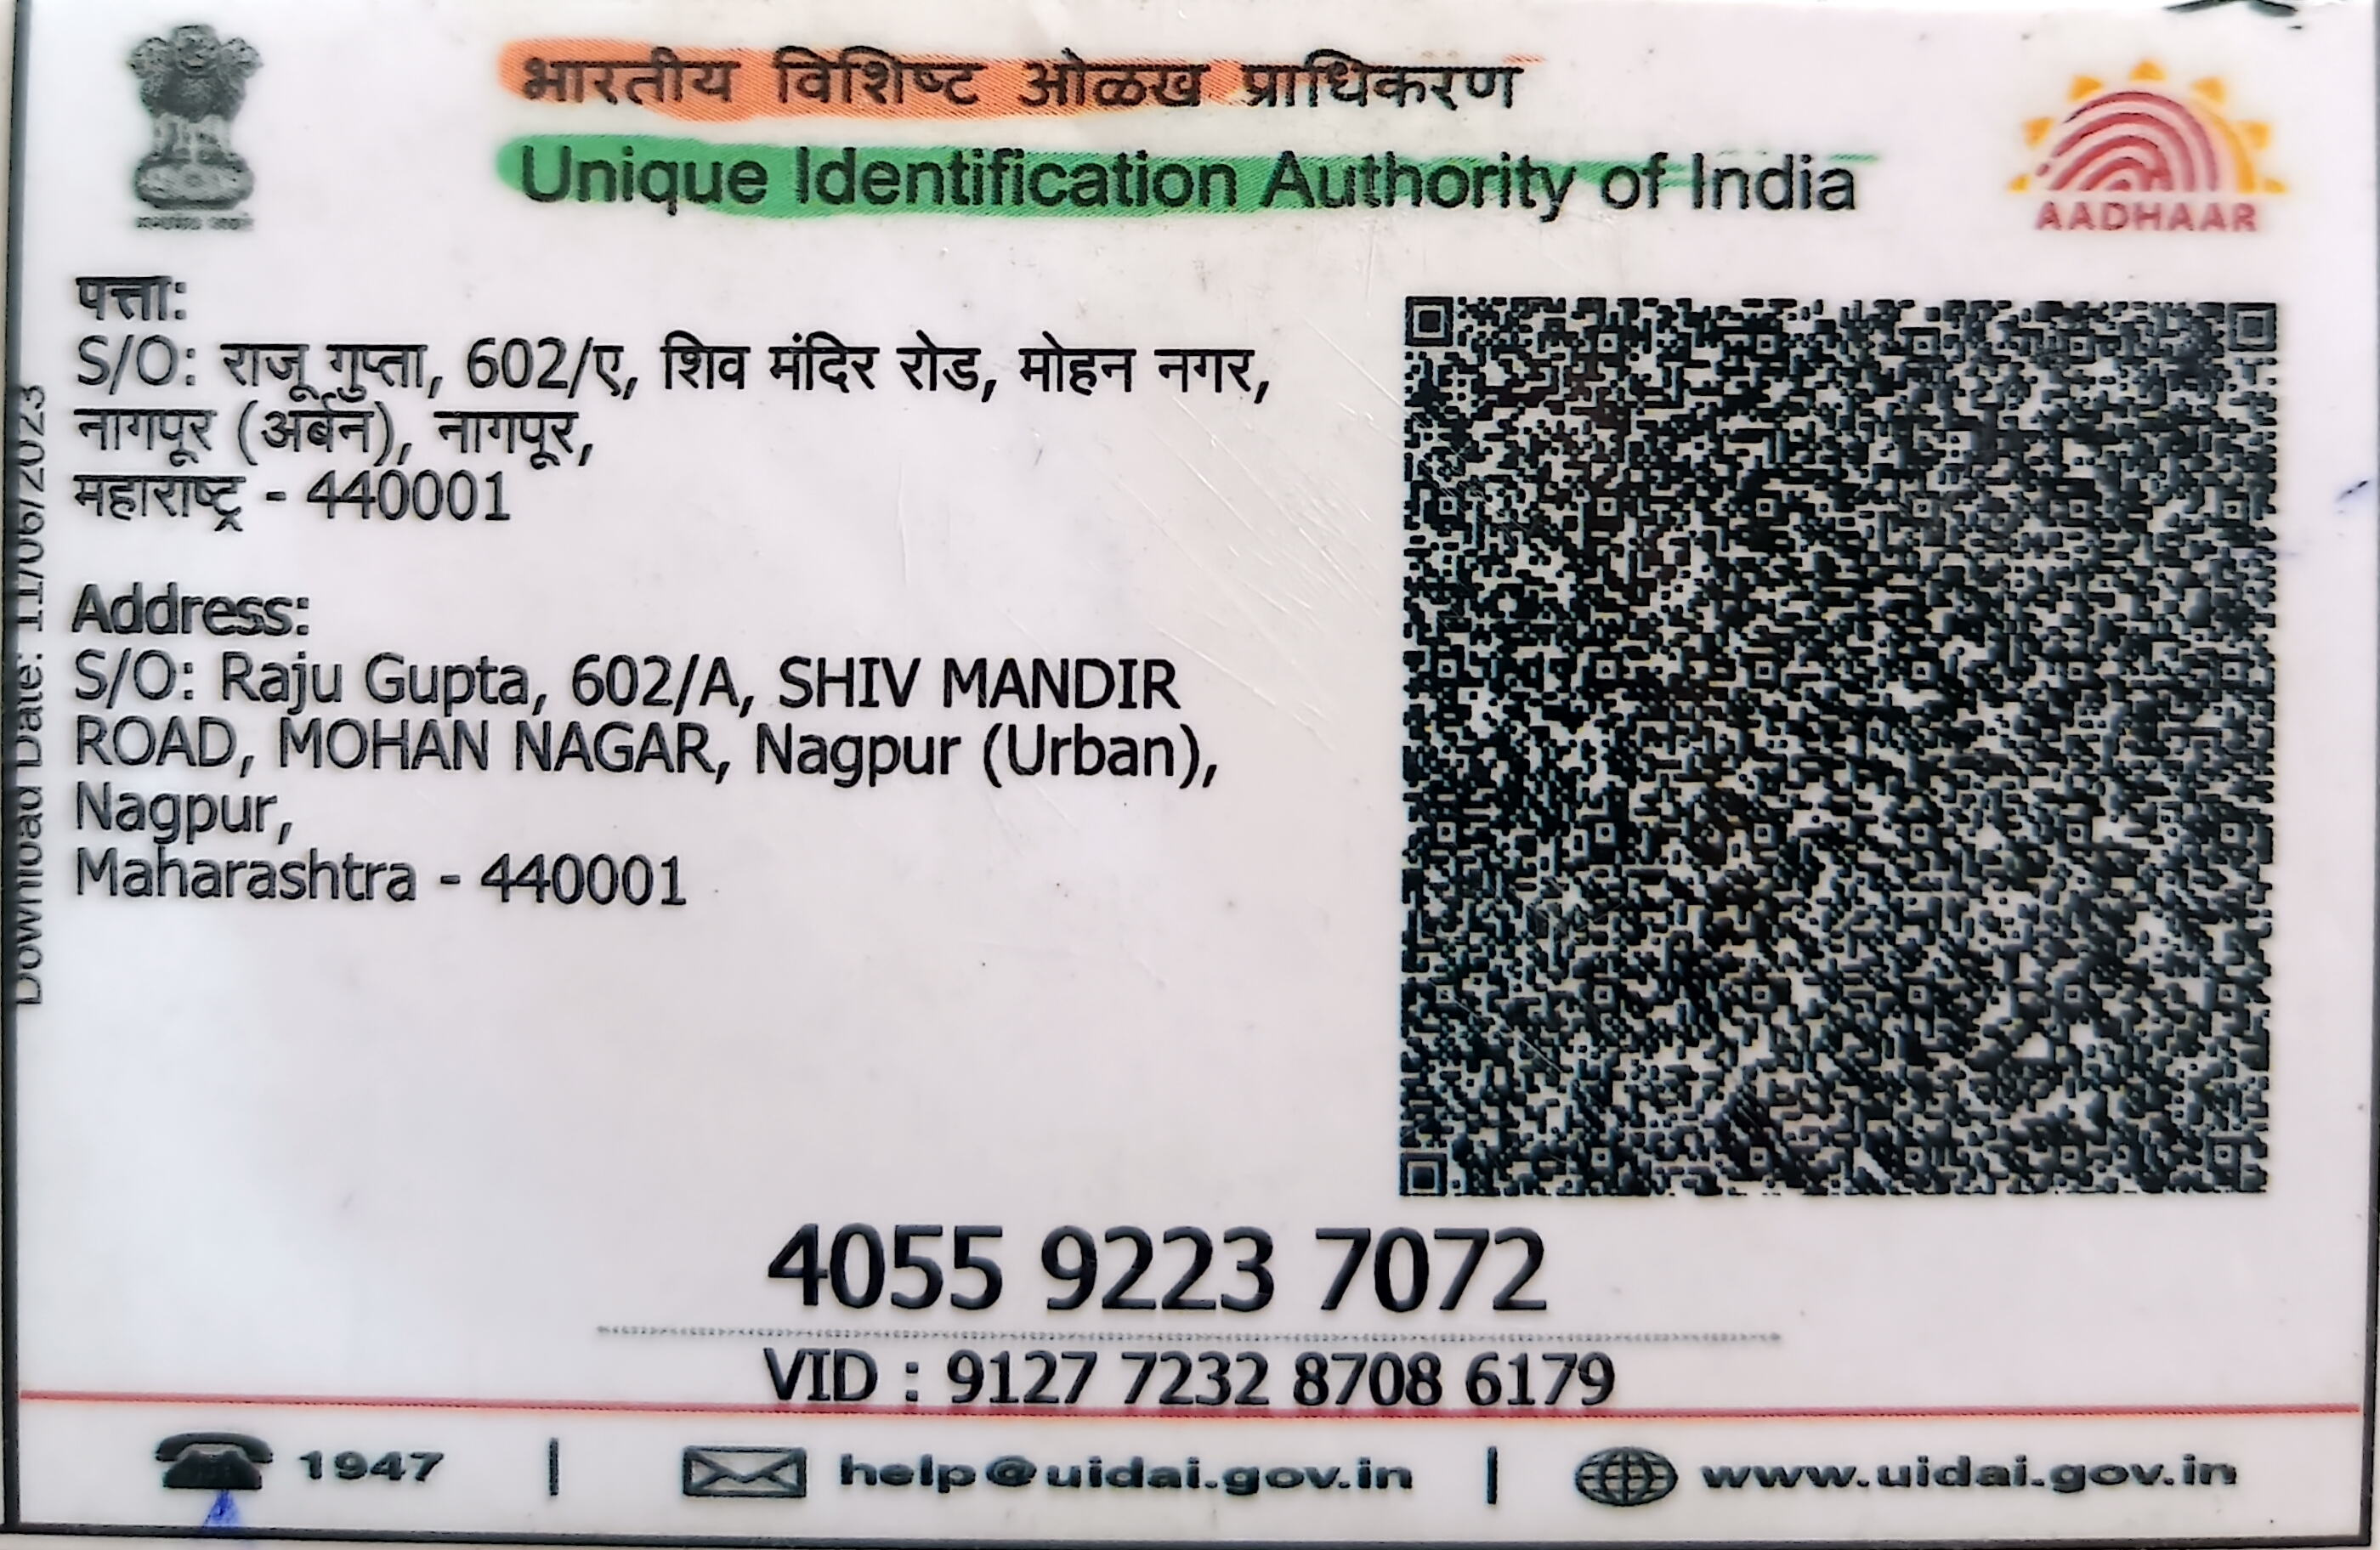 भारतीय विशिष्ट ओळख प्राधिकरण
Unique Identification Authority of India
AADHAAR
पत्ता:
S/O: राजू गुप्ता, 602/ए, शिव मंदिर रोड, मोहन नगर,
नागपूर (अर्बन), नागपूर,
महाराष्ट्र - 440001
Address:
S/O: Raju Gupta, 602/A, SHIV MANDIR
ROAD, MOHAN NAGAR, Nagpur (Urban),
Nagpur,
Maharashtra - 440001
Download Date: 11/06/2023
4055 9223 7072
VID : 9127 7232 8708 6179
1947 | help@uidai.gov.in | www.uidai.gov.in